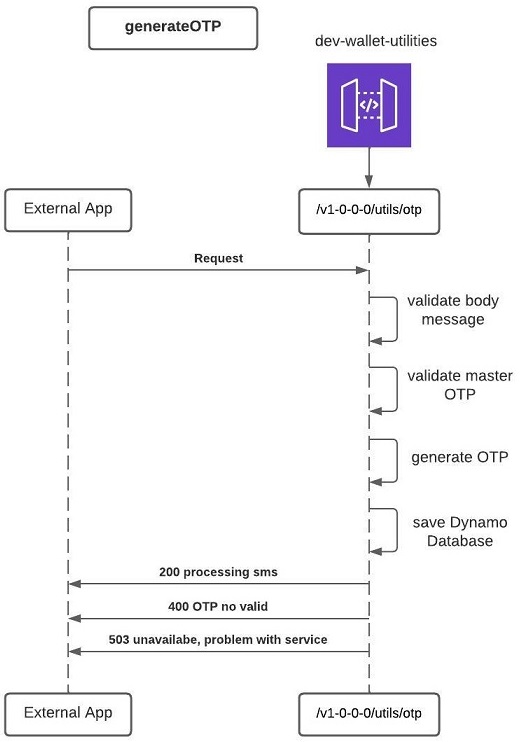 generateOTP
dev-wallet-utilities
</>
External App
/v1-0-0-0/utils/otp
Request
validate body
message
validate master
OTP
generate OTP
save Dynamo
Database
200 processing sms
400 OTP no valid
503 unavailabe, problem with service
External App
/v1-0-0-0/utils/otp